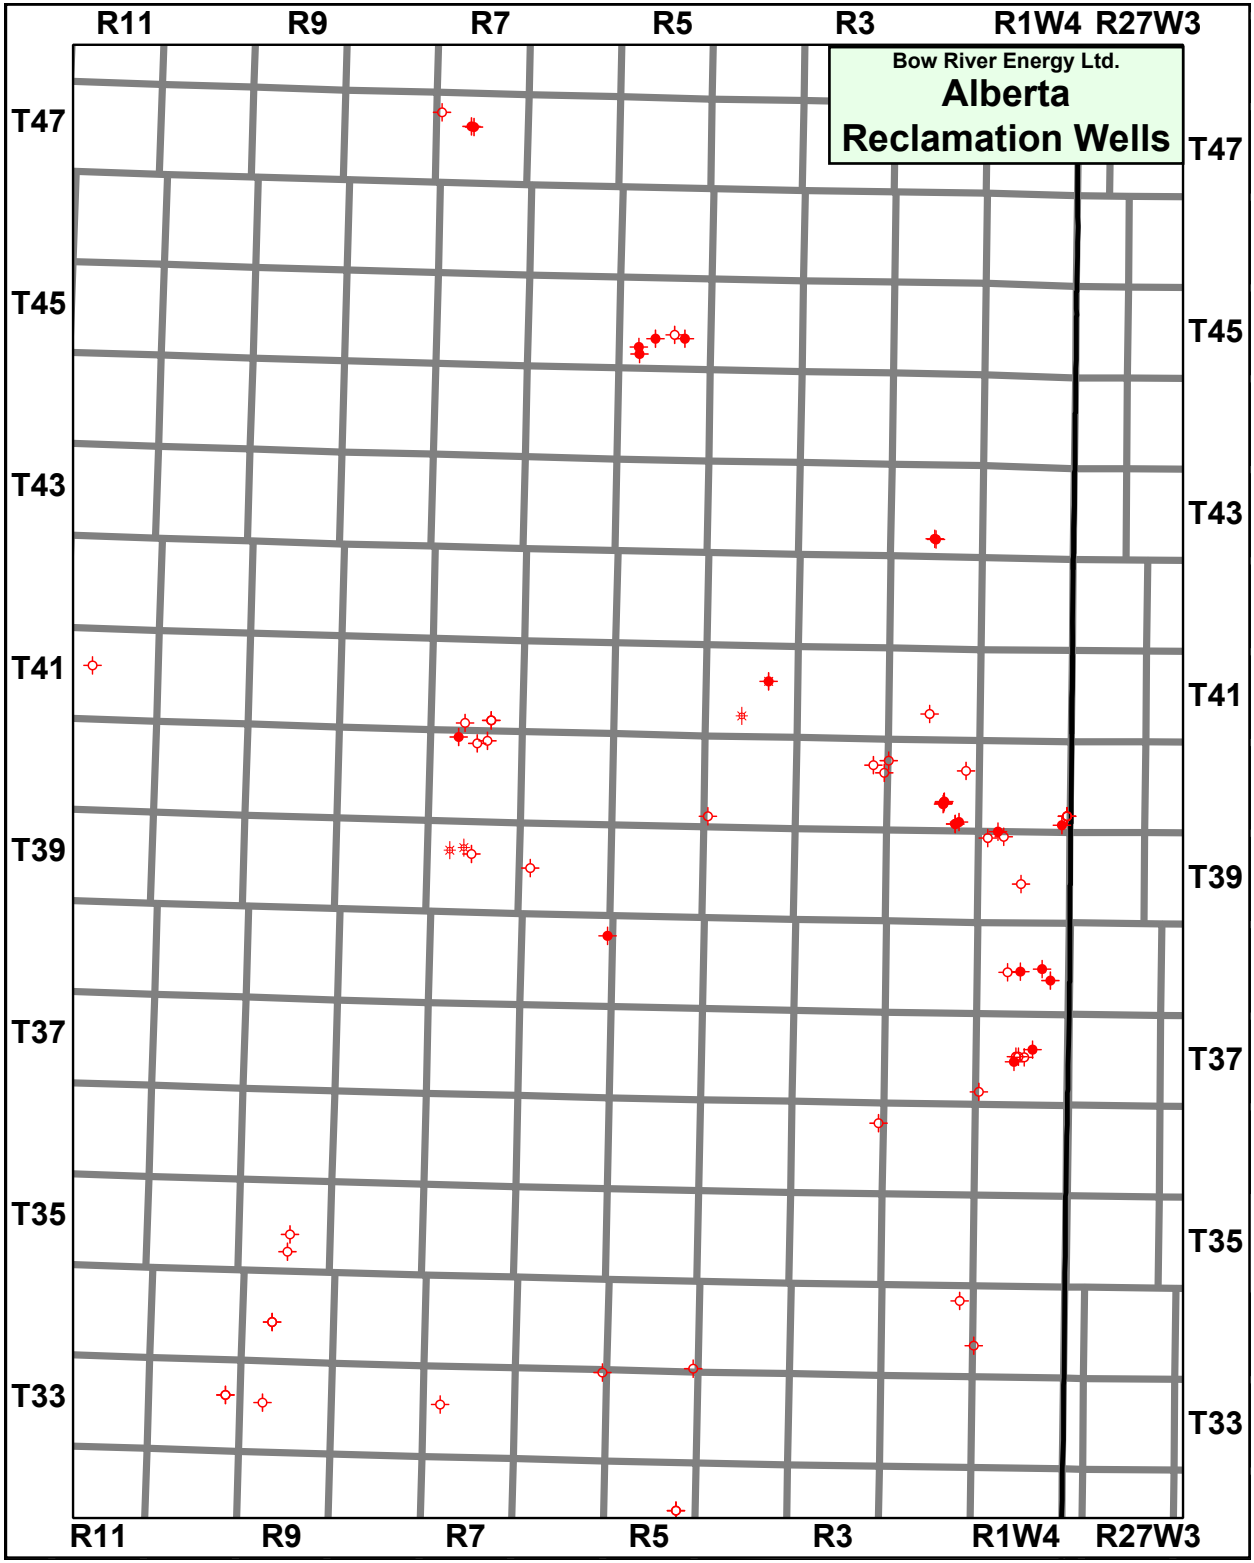 R11 R9 R7 R5 R3 R1W4 R27W3
Bow River Energy Ltd.
Alberta
Reclamation Wells
T47 T47
T45 T45
T43 T43
T41 T41
T39 T39
T37 T37
T35 T35
T33 T33
R11 R9 R7 R5 R3 R1W4 R27W3